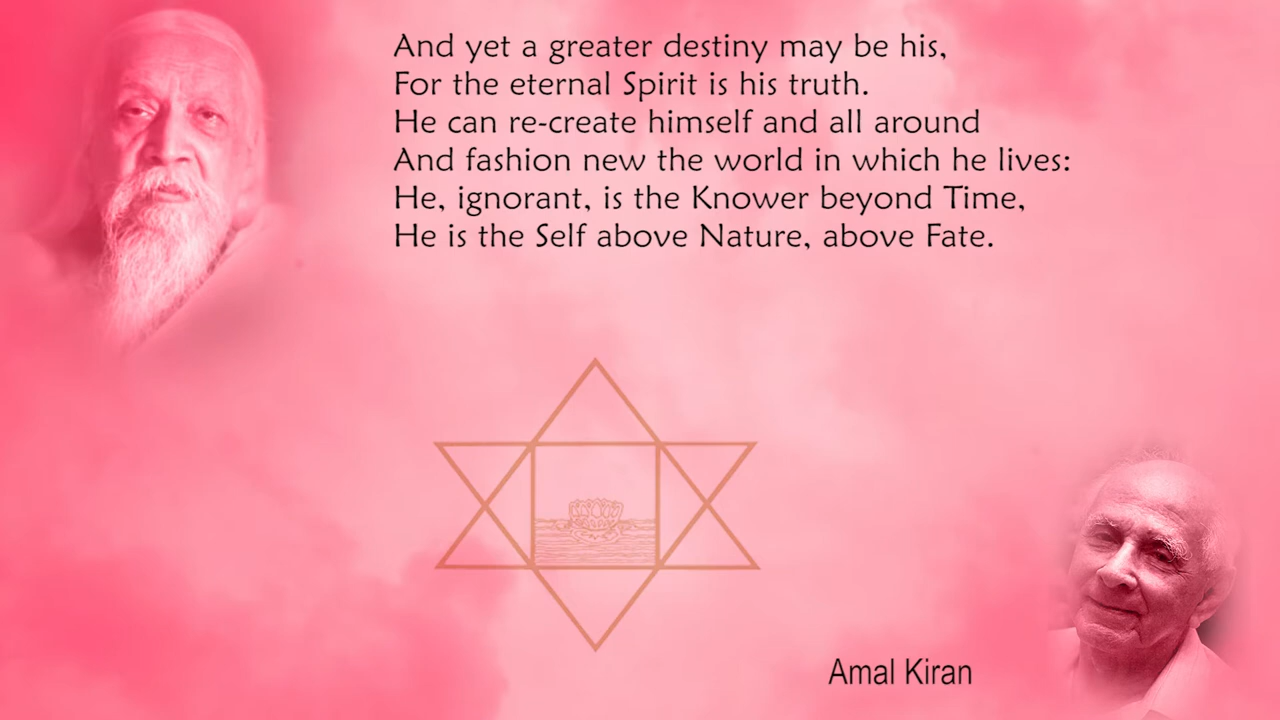 And yet a greater destiny may be his,
For the eternal Spirit is his truth.
He can re-create himself and all around
And fashion new the world in which he lives:
He, ignorant, is the Knower beyond Time,
He is the Self above Nature, above Fate.
Amal Kiran